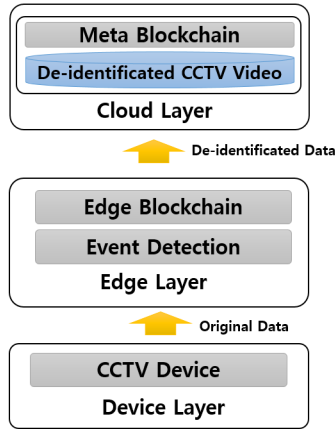 Meta Blockchain
De-identificated CCTV Video
Cloud Layer
De-identificated Data
Edge Blockchain
Event Detection
Edge Layer
Original Data
CCTV Device
Device Layer